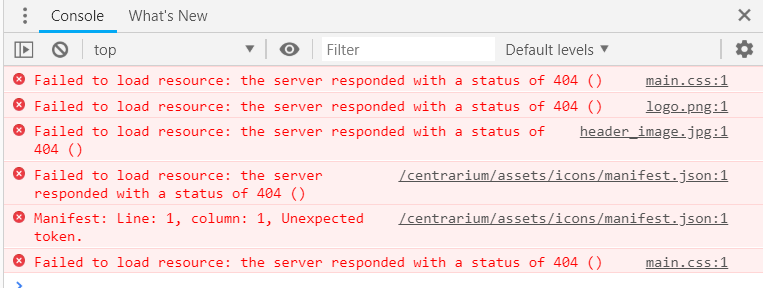 Console What's New
top Filter Default levels
Failed to load resource: the server responded with a status of 404 () main.css:1
Failed to load resource: the server responded with a status of 404 () logo.png:1
Failed to load resource: the server responded with a status of header_image.jpg:1
404 ()
Failed to load resource: the server /centrarium/assets/icons/manifest.json:1
responded with a status of 404 ()
Manifest: Line: 1, column: 1, Unexpected /centrarium/assets/icons/manifest.json:1
token.
Failed to load resource: the server responded with a status of 404 () main.css:1